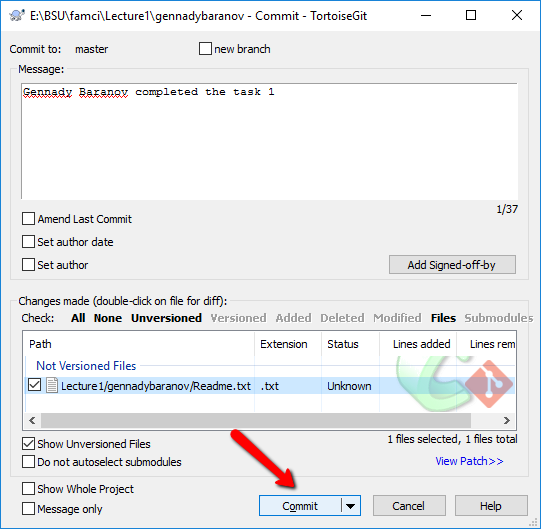 E:\BSU\famci\Lecture1\gennadybaranov - Commit - TortoiseGit
Commit to: master new branch
Message:
Gennady Baranov completed the task 1
1/37
Amend Last Commit
Set author date
Set author
Add Signed-off-by
Changes made (double-click on file for diff):
Check: All None Unversioned Versioned Added Deleted Modified Files Submodules
Path Extension Status Lines added Lines rem
Not Versioned Files
Lecture1/gennadybaranov/Readme.txt .txt Unknown
Show Unversioned Files
1 files selected, 1 files total
Do not autoselect submodules
View Patch>>
Show Whole Project
Message only
Commit Cancel Help